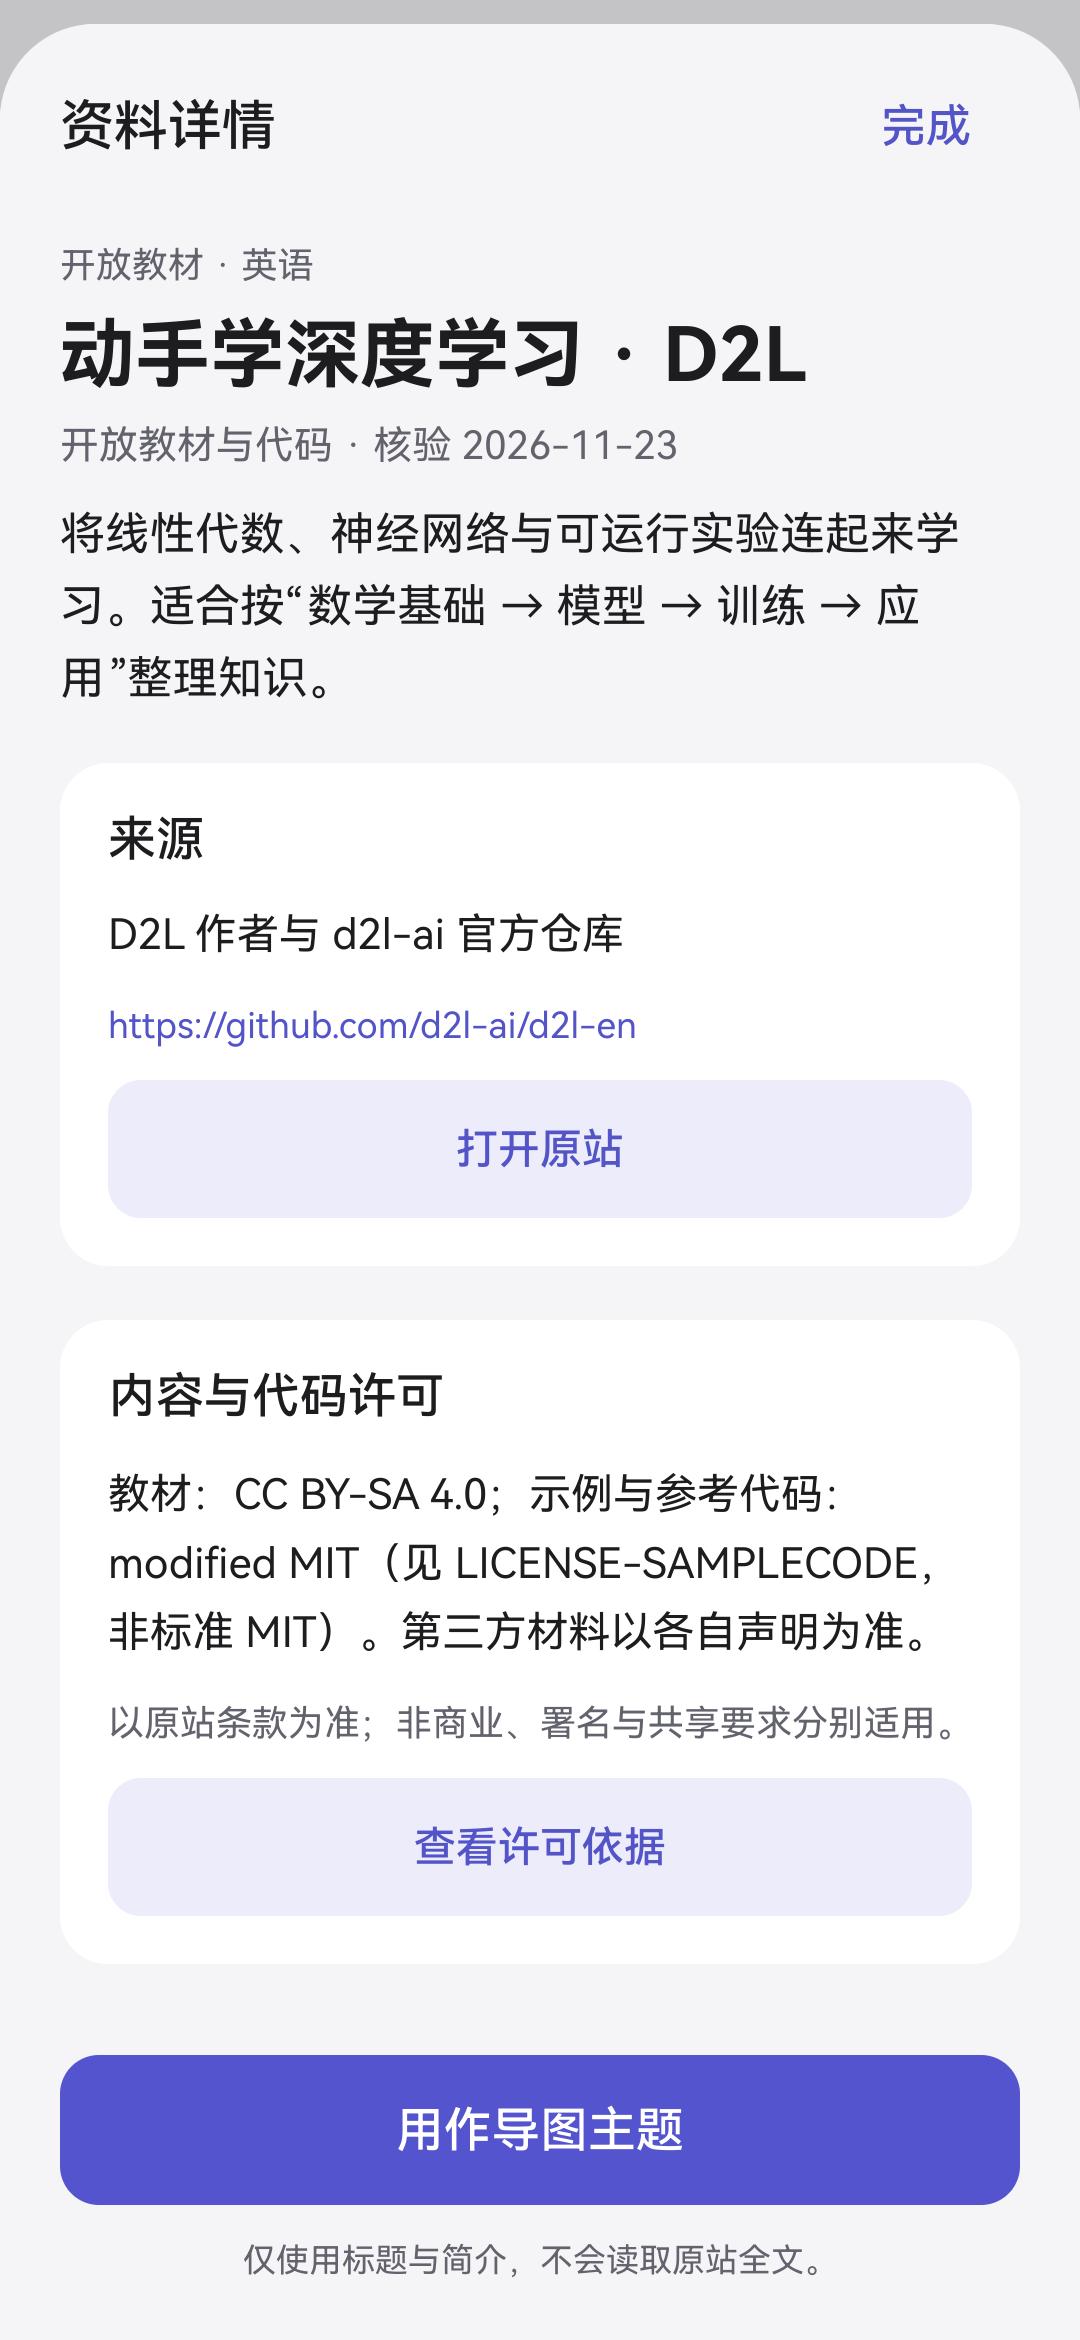 资料详情
完成
开放教材 · 英语
动手学深度学习 · D2L
开放教材与代码 · 核验 2026-11-23
将线性代数、神经网络与可运行实验连起来学
习。适合按“数学基础 → 模型 → 训练 → 应
用”整理知识。
来源
D2L 作者与 d2l-ai 官方仓库
https://github.com/d2l-ai/d2l-en
打开原站
内容与代码许可
教材：CC BY-SA 4.0；示例与参考代码：
modified MIT（见 LICENSE-SAMPLECODE，
非标准 MIT）。第三方材料以各自声明为准。
以原站条款为准；非商业、署名与共享要求分别适用。
查看许可依据
用作导图主题
仅使用标题与简介，不会读取原站全文。